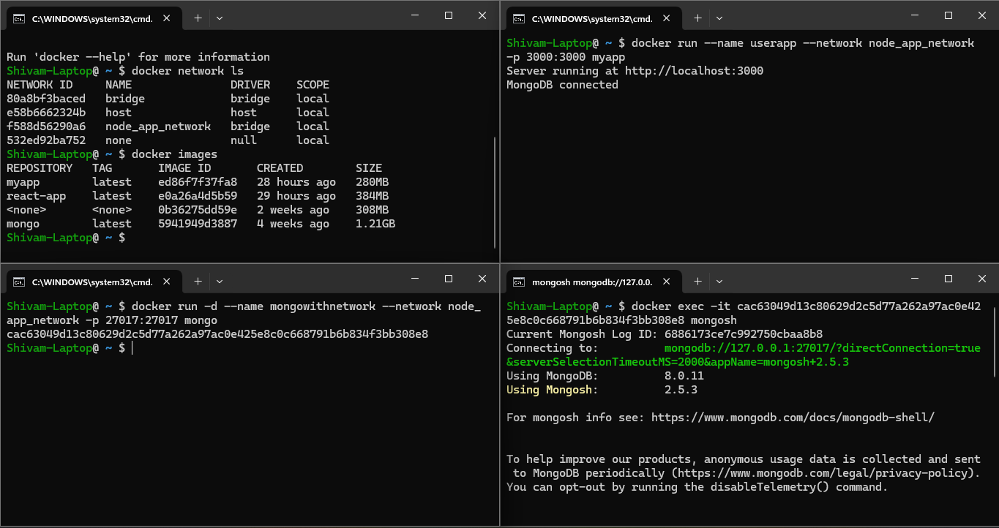 C:\WINDOWS\system32\cmd.
Run 'docker --help' for more information
Shivam-Laptop@ ~ $ docker network ls
NETWORK ID     NAME               DRIVER    SCOPE
80a8bf3baced   bridge             bridge    local
e58b6662324b   host               host      local
f588d56290a6   node_app_network   bridge    local
532ed92ba752   none               null      local
Shivam-Laptop@ ~ $ docker images
REPOSITORY   TAG       IMAGE ID       CREATED        SIZE
myapp        latest    ed86f7f37fa8   28 hours ago   280MB
react-app    latest    e0a26a4d5b59   29 hours ago   384MB
<none>       <none>    0b36275dd59e   2 weeks ago    308MB
mongo        latest    5941949d3887   4 weeks ago    1.21GB
Shivam-Laptop@ ~ $
C:\WINDOWS\system32\cmd.
Shivam-Laptop@ ~ $ docker run --name userapp --network node_app_network
-p 3000:3000 myapp
Server running at http://localhost:3000
MongoDB connected
C:\WINDOWS\system32\cmd.
Shivam-Laptop@ ~ $ docker run -d --name mongowithnetwork --network node_
app_network -p 27017:27017 mongo
cac63049d13c80629d2c5d77a262a97ac0e425e8c0c668791b6b834f3bb308e8
Shivam-Laptop@ ~ $
mongosh mongodb://127.0.0.
Shivam-Laptop@ ~ $ docker exec -it cac63049d13c80629d2c5d77a262a97ac0e42
5e8c0c668791b6b834f3bb308e8 mongosh
Current Mongosh Log ID: 6886173ce7c992750cbaa8b8
Connecting to:          mongodb://127.0.0.1:27017/?directConnection=true
&serverSelectionTimeoutMS=2000&appName=mongosh+2.5.3
Using MongoDB:          8.0.11
Using Mongosh:          2.5.3
For mongosh info see: https://www.mongodb.com/docs/mongodb-shell/
To help improve our products, anonymous usage data is collected and sent
to MongoDB periodically (https://www.mongodb.com/legal/privacy-policy).
You can opt-out by running the disableTelemetry() command.